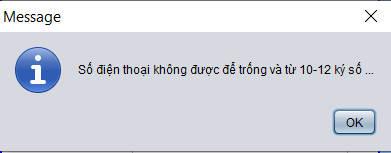 Message
Số điện thoại không được để trống và từ 10-12 ký số ...
OK